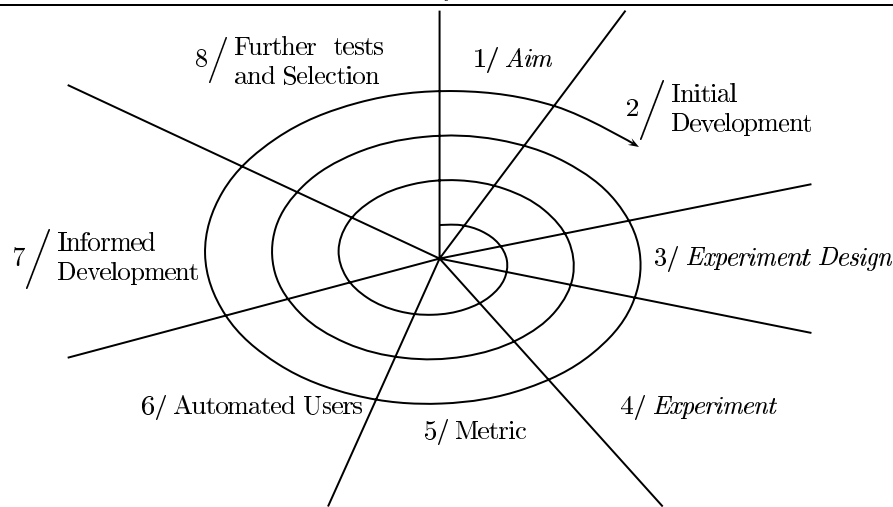 1/ Aim
2/ Initial
Development
3/ Experiment Design
4/ Experiment
5/ Metric
6/ Automated Users
7/ Informed
Development
8/ Further tests
and Selection